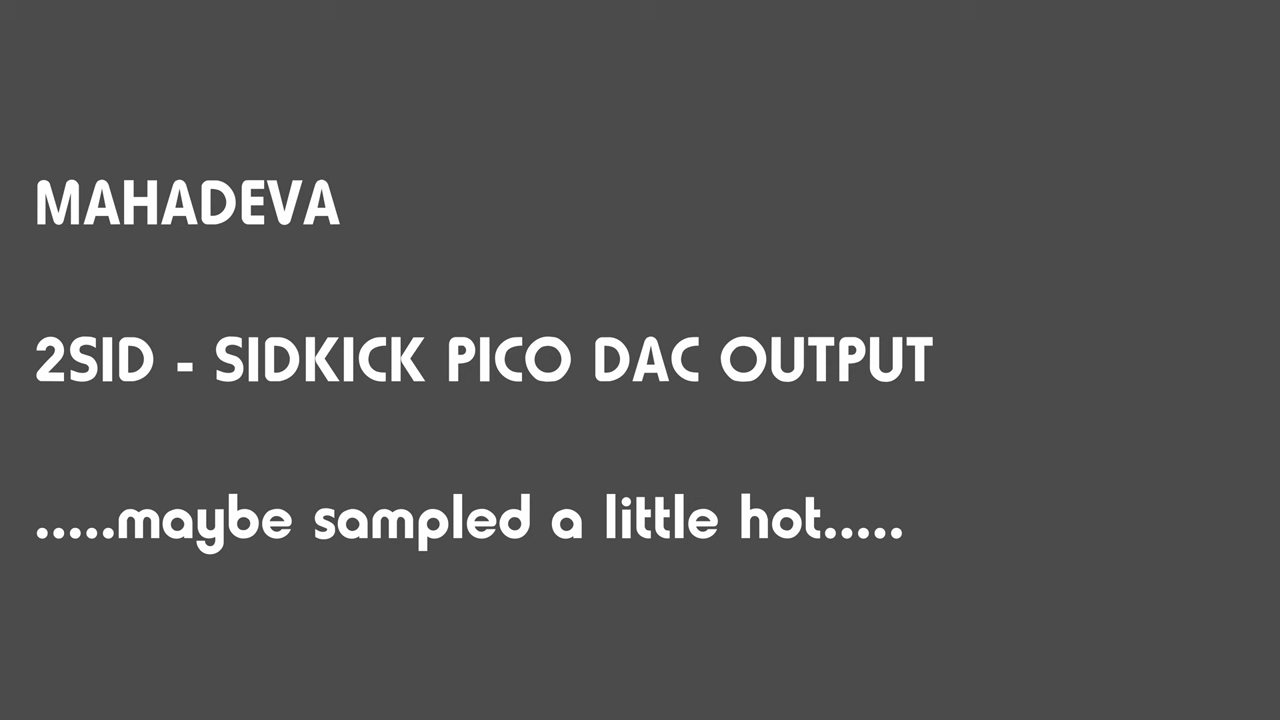 MAHADEVA
2SID - SIDKICK PICO DAC OUTPUT
.....maybe sampled a little hot.....